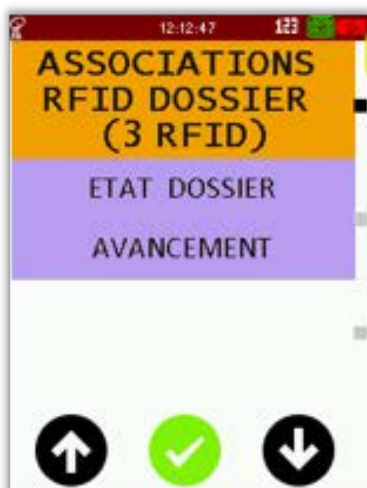 12:12:47 123
ASSOCIATIONS
RFID DOSSIER
(3 RFID)
ETAT DOSSIER
AVANCEMENT